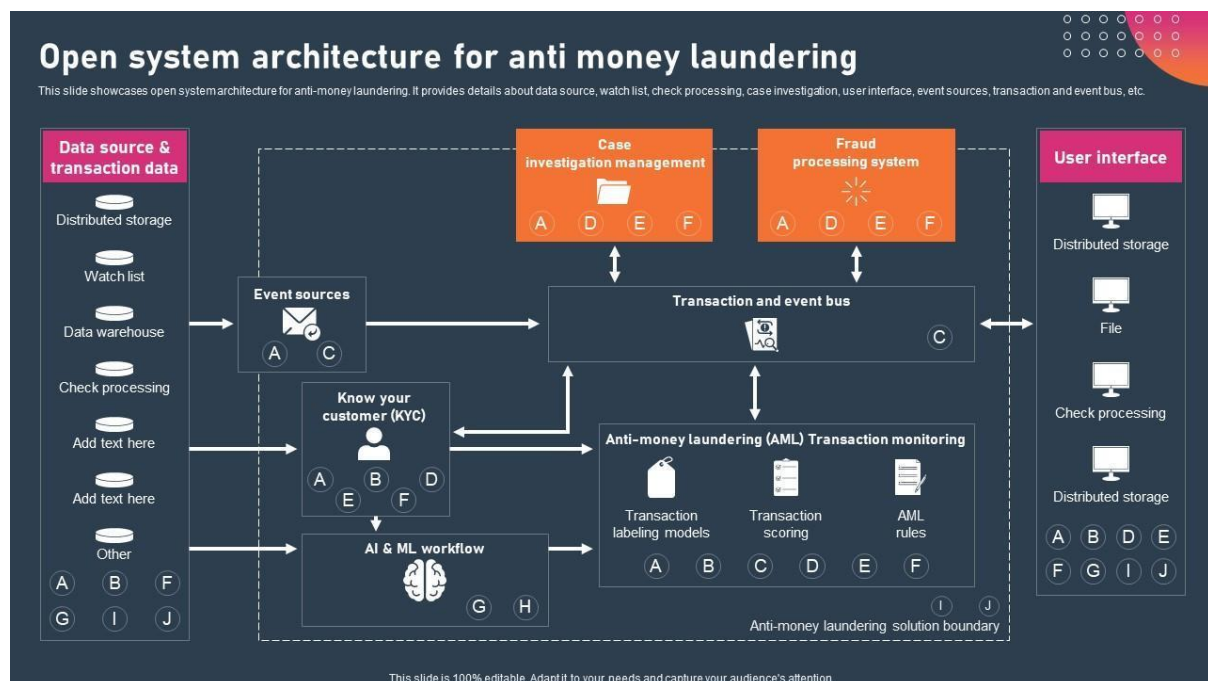 Open system architecture for anti money laundering
This slide showcases open system architecture for anti-money laundering. It provides details about data source, watch list, check processing, case investigation, user interface, event sources, transaction and event bus, etc.
Data source &
transaction data
Distributed storage
Watch list
Data warehouse
Check processing
Add text here
Add text here
Other
A B F
G I J
Event sources
A C
Know your
customer (KYC)
A B D
E F
AI & ML workflow
G H
Case
investigation management
A D E F
Fraud
processing system
A D E F
Transaction and event bus
C
Anti-money laundering (AML) Transaction monitoring
Transaction
labeling models
Transaction
scoring
AML
rules
A B C D E F
I J
Anti-money laundering solution boundary
User interface
Distributed storage
File
Check processing
Distributed storage
A B D E
F G I J
This slide is 100% editable. Adapt it to your needs and capture your audience's attention.